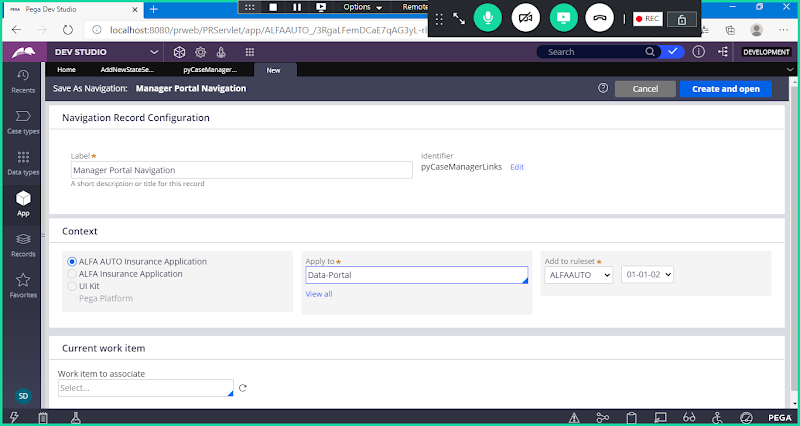 Pega Dev Studio
Options
Remote
localhost:8080/prweb/PRServlet/app/ALFAAUTO_/3RgaLFemDCaE7qAG3yL-r
REC
DEV STUDIO
Search
DEVELOPMENT
Home
AddNewStateSe...
pyCaseManager...
New
Recents
Save As Navigation: Manager Portal Navigation
Cancel
Create and open
Case types
Navigation Record Configuration
Data types
Label
Identifier
Manager Portal Navigation
pyCaseManagerLinks
Edit
A short description or title for this record
App
Records
Context
ALFA AUTO Insurance Application
Apply to
Add to ruleset
ALFA Insurance Application
Data-Portal
ALFAAUTO
01-01-02
Favorites
UI Kit
View all
Pega Platform
Current work item
Work item to associate
Select...
SD
PEGA